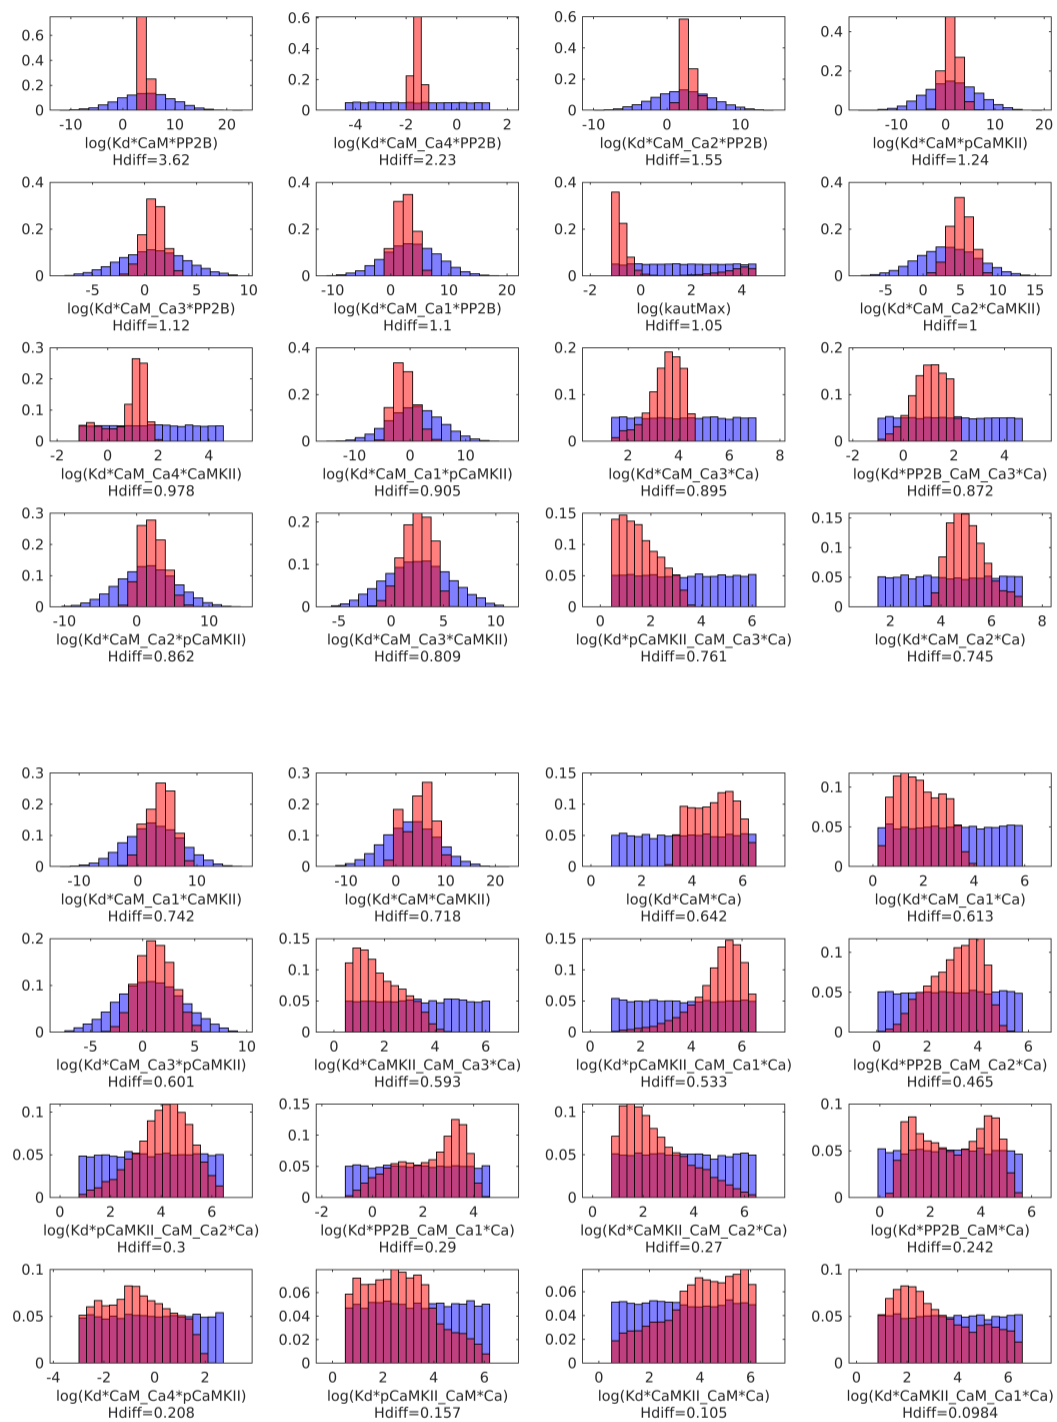 0.6
0.4
0.2
0
-10 0 10 20
log(Kd*CaM*PP2B)
Hdiff=3.62
0.6
0.4
0.2
0
-4 -2 0 2
log(Kd*CaM_Ca4*PP2B)
Hdiff=2.23
0.6
0.4
0.2
0
-10 0 10
log(Kd*CaM_Ca2*PP2B)
Hdiff=1.55
0.4
0.2
0
-10 0 10 20
log(Kd*CaM*pCaMKII)
Hdiff=1.24
0.4
0.2
0
-5 0 5 10
log(Kd*CaM_Ca3*PP2B)
Hdiff=1.12
0.4
0.2
0
-10 0 10 20
log(Kd*CaM_Ca1*PP2B)
Hdiff=1.1
0.4
0.2
0
-2 0 2 4
log(kautMax)
Hdiff=1.05
0.4
0.2
0
-5 0 5 10 15
log(Kd*CaM_Ca2*CaMKII)
Hdiff=1
0.3
0.2
0.1
0
-2 0 2 4
log(Kd*CaM_Ca4*CaMKII)
Hdiff=0.978
0.4
0.2
0
-10 0 10
log(Kd*CaM_Ca1*pCaMKII)
Hdiff=0.905
0.2
0.1
0
2 4 6 8
log(Kd*CaM_Ca3*Ca)
Hdiff=0.895
0.2
0.1
0
-2 0 2 4
log(Kd*PP2B_CaM_Ca3*Ca)
Hdiff=0.872
0.3
0.2
0.1
0
-10 0 10
log(Kd*CaM_Ca2*pCaMKII)
Hdiff=0.862
0.2
0.1
0
-5 0 5 10
log(Kd*CaM_Ca3*CaMKII)
Hdiff=0.809
0.15
0.1
0.05
0
0 2 4 6
log(Kd*pCaMKII_CaM_Ca3*Ca)
Hdiff=0.761
0.15
0.1
0.05
0
2 4 6 8
log(Kd*CaM_Ca2*Ca)
Hdiff=0.745
0.3
0.2
0.1
0
-10 0 10
log(Kd*CaM_Ca1*CaMKII)
Hdiff=0.742
0.3
0.2
0.1
0
-10 0 10 20
log(Kd*CaM*CaMKII)
Hdiff=0.718
0.15
0.1
0.05
0
0 2 4 6
log(Kd*CaM*Ca)
Hdiff=0.642
0.1
0.05
0
0 2 4 6
log(Kd*CaM_Ca1*Ca)
Hdiff=0.613
0.2
0.1
0
-5 0 5 10
log(Kd*CaM_Ca3*pCaMKII)
Hdiff=0.601
0.15
0.1
0.05
0
0 2 4 6
log(Kd*CaMKII_CaM_Ca3*Ca)
Hdiff=0.593
0.15
0.1
0.05
0
0 2 4 6
log(Kd*pCaMKII_CaM_Ca1*Ca)
Hdiff=0.533
0.1
0.05
0
0 2 4 6
log(Kd*PP2B_CaM_Ca2*Ca)
Hdiff=0.465
0.1
0.05
0
0 2 4 6
log(Kd*pCaMKII_CaM_Ca2*Ca)
Hdiff=0.3
0.15
0.1
0.05
0
-2 0 2 4
log(Kd*PP2B_CaM_Ca1*Ca)
Hdiff=0.29
0.1
0.05
0
0 2 4 6
log(Kd*CaMKII_CaM_Ca2*Ca)
Hdiff=0.27
0.1
0.05
0
0 2 4 6
log(Kd*PP2B_CaM*Ca)
Hdiff=0.242
0.1
0.05
0
-4 -2 0 2
log(Kd*CaM_Ca4*pCaMKII)
Hdiff=0.208
0.06
0.04
0.02
0
0 2 4 6
log(Kd*pCaMKII_CaM*Ca)
Hdiff=0.157
0.06
0.04
0.02
0
0 2 4 6
log(Kd*CaMKII_CaM*Ca)
Hdiff=0.105
0.1
0.05
0
0 2 4 6
log(Kd*CaMKII_CaM_Ca1*Ca)
Hdiff=0.0984